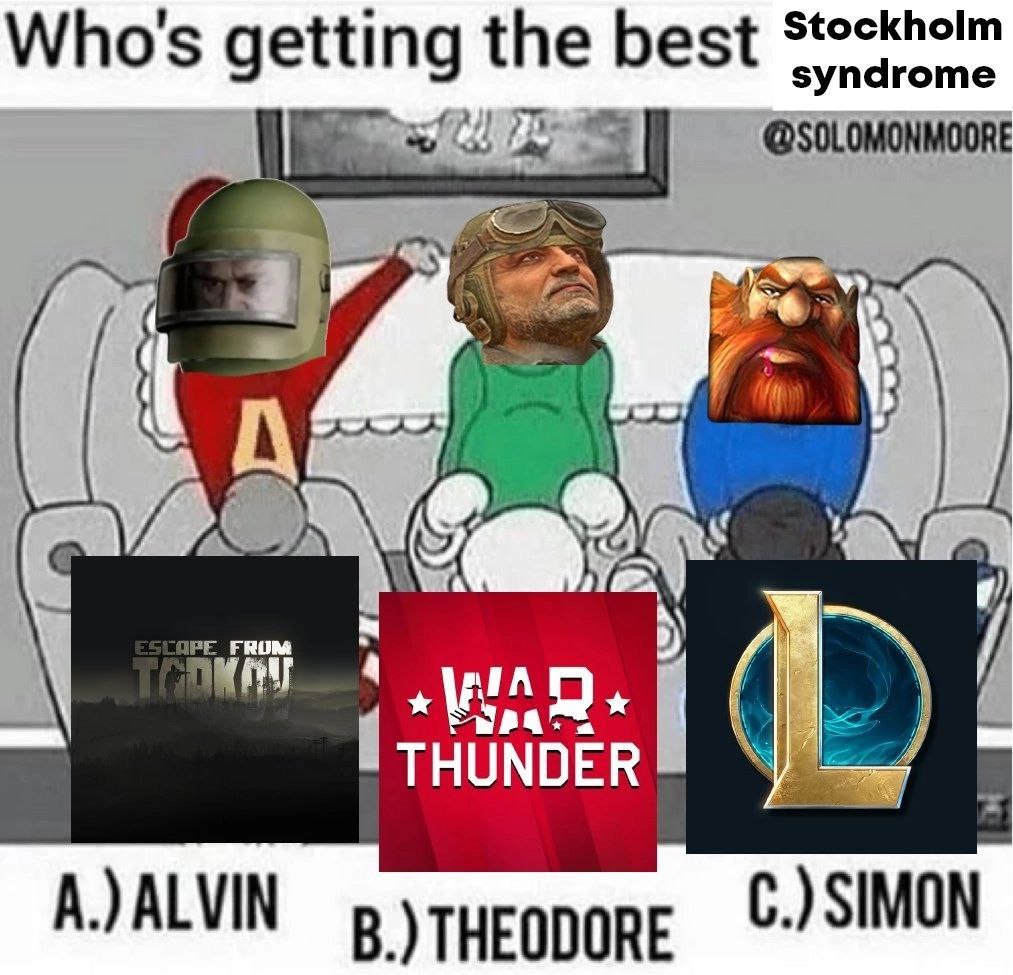 Who's getting the best Stockholm
syndrome
@SOLOMONMOORE
A
ESCAPE FROM
TARKOV
WAR
THUNDER
L
A.) ALVIN
B.) THEODORE
C.) SIMON